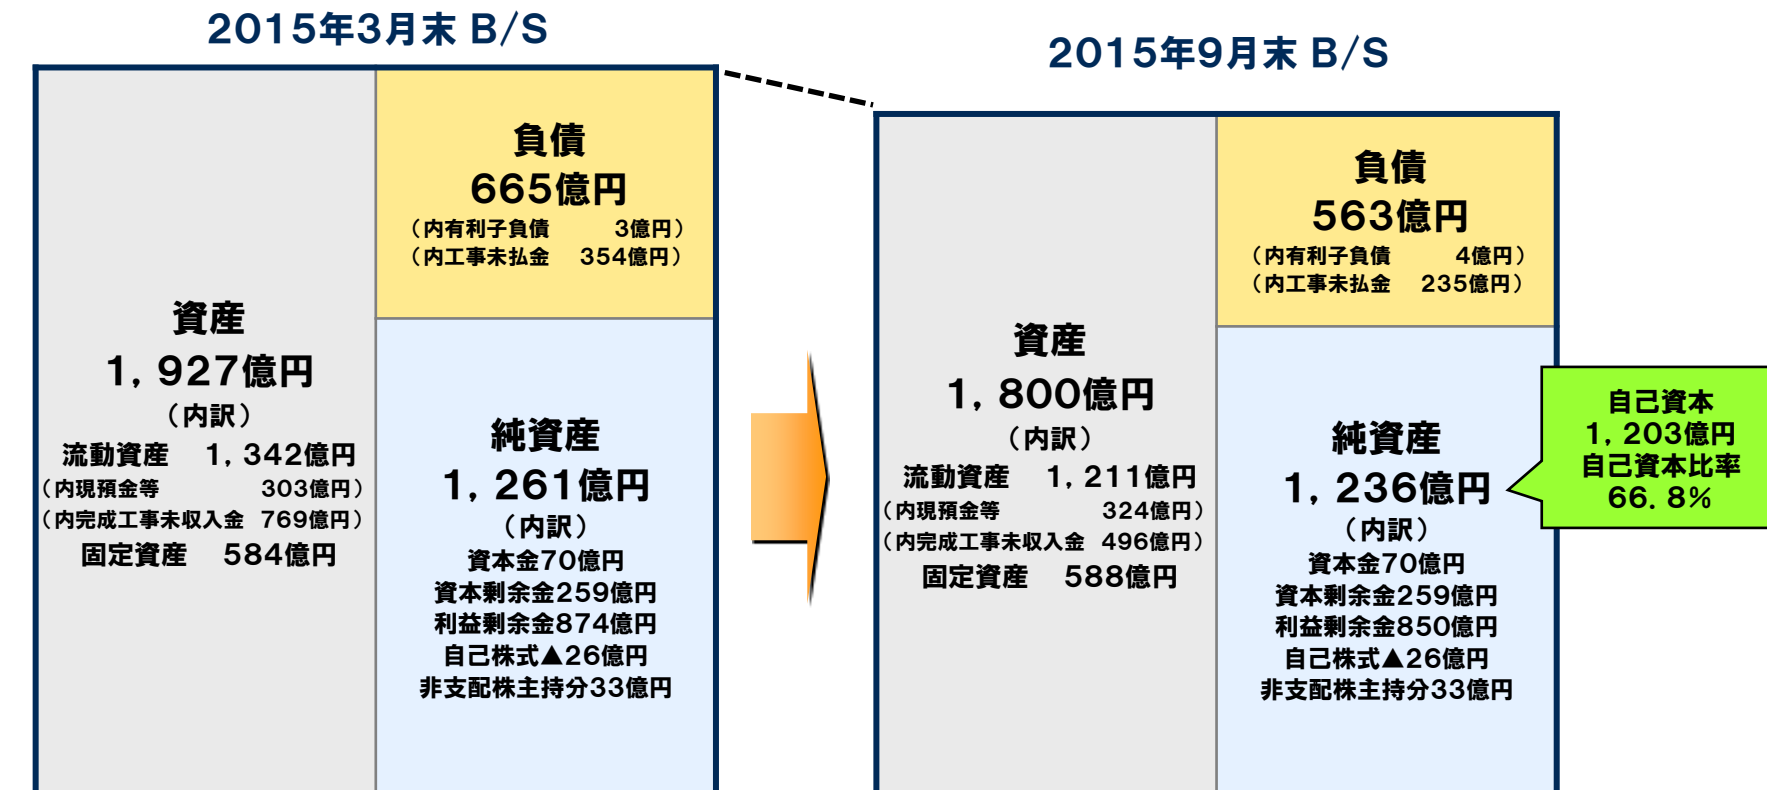 2015年3月末 B/S
資産
1,927億円
(内訳)
流動資産 1,342億円
(内現預金等 303億円)
(内完成工事未収入金 769億円)
固定資産 584億円
負債
665億円
(内有利子負債 3億円)
(内工事未払金 354億円)
純資産
1,261億円
(内訳)
資本金70億円
資本剰余金259億円
利益剰余金874億円
自己株式▲26億円
非支配株主持分33億円
2015年9月末 B/S
資産
1,800億円
(内訳)
流動資産 1,211億円
(内現預金等 324億円)
(内完成工事未収入金 496億円)
固定資産 588億円
負債
563億円
(内有利子負債 4億円)
(内工事未払金 235億円)
純資産
1,236億円
(内訳)
資本金70億円
資本剰余金259億円
利益剰余金850億円
自己株式▲26億円
非支配株主持分33億円
自己資本
1,203億円
自己資本比率
66.8%